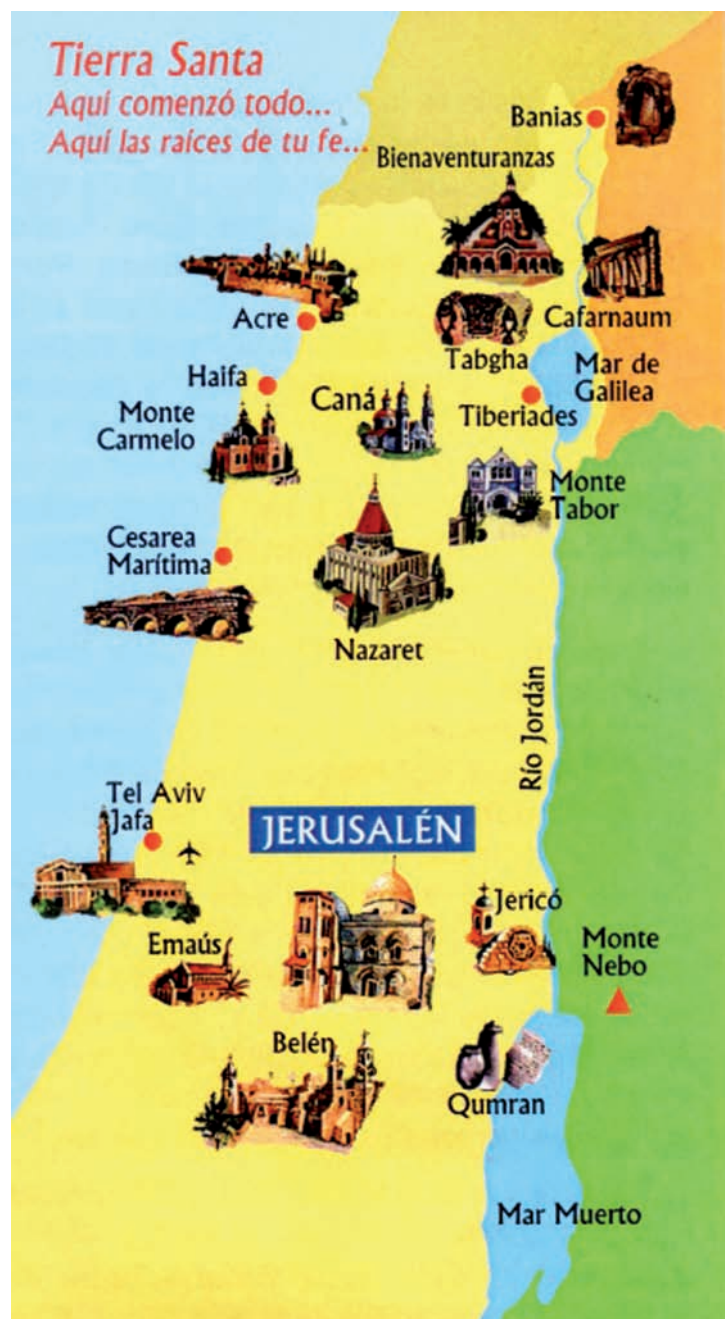 Tierra Santa
Aquí comenzó todo...
Aquí las raíces de tu fe...
Banias
Bienaventuranzas
Acre
Cafarnaum
Tabgha
Mar de
Galilea
Haifa
Caná
Tiberiades
Monte
Carmelo
Monte
Tabor
Cesarea
Marítima
Nazaret
Río Jordán
Tel Aviv
Jafa
JERUSALÉN
Jericó
Emaús
Monte
Nebo
Belén
Qumran
Mar Muerto